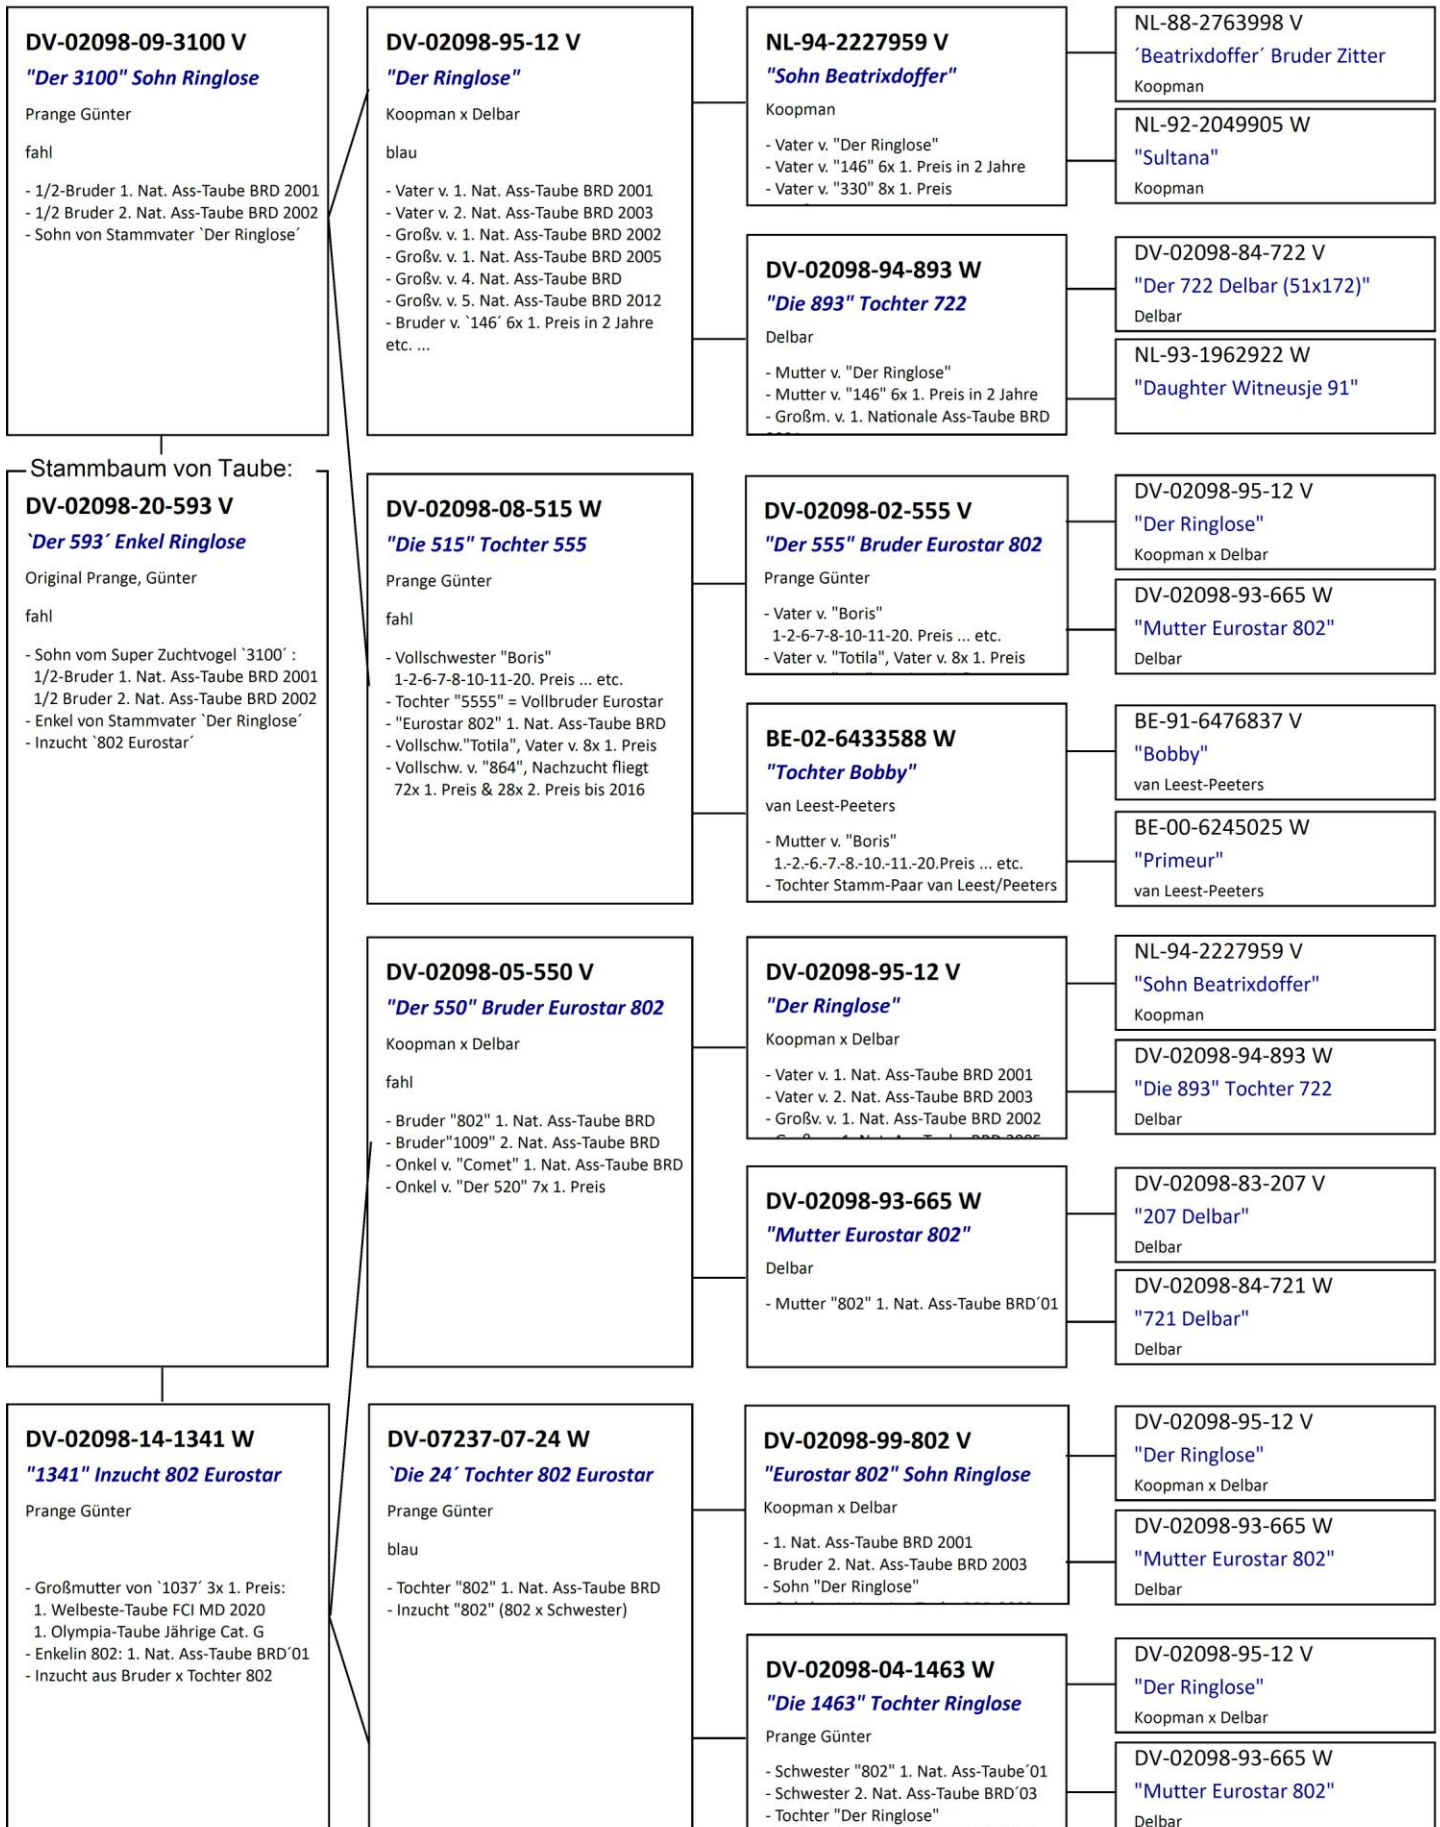 DV-02098-09-3100 V
"Der 3100" Sohn Ringlose
Prange Günter
fahl
- 1/2-Bruder 1. Nat. Ass-Taube BRD 2001
- 1/2 Bruder 2. Nat. Ass-Taube BRD 2002
- Sohn von Stammvater `Der Ringlose´
Stammbaum von Taube:
DV-02098-20-593 V
`Der 593´ Enkel Ringlose
Original Prange, Günter
fahl
- Sohn vom Super Zuchtvogel `3100´ :
1/2-Bruder 1. Nat. Ass-Taube BRD 2001
1/2 Bruder 2. Nat. Ass-Taube BRD 2002
- Enkel von Stammvater `Der Ringlose´
- Inzucht `802 Eurostar´
DV-02098-14-1341 W
"1341" Inzucht 802 Eurostar
Prange Günter
- Großmutter von `1037´ 3x 1. Preis:
1. Welbeste-Taube FCI MD 2020
1. Olympia-Taube Jährige Cat. G
- Enkelin 802: 1. Nat. Ass-Taube BRD´01
- Inzucht aus Bruder x Tochter 802
DV-02098-95-12 V
"Der Ringlose"
Koopman x Delbar
blau
- Vater v. 1. Nat. Ass-Taube BRD 2001
- Vater v. 2. Nat. Ass-Taube BRD 2003
- Großv. v. 1. Nat. Ass-Taube BRD 2002
- Großv. v. 1. Nat. Ass-Taube BRD 2005
- Großv. v. 4. Nat. Ass-Taube BRD
- Großv. v. 5. Nat. Ass-Taube BRD 2012
- Bruder v. `146´ 6x 1. Preis in 2 Jahre
etc. ...
DV-02098-08-515 W
"Die 515" Tochter 555
Prange Günter
fahl
- Vollschwester "Boris"
1-2-6-7-8-10-11-20. Preis ... etc.
- Tochter "5555" = Vollbruder Eurostar
- "Eurostar 802" 1. Nat. Ass-Taube BRD
- Vollschw."Totila", Vater v. 8x 1. Preis
- Vollschw. v. "864", Nachzucht fliegt
72x 1. Preis & 28x 2. Preis bis 2016
DV-02098-05-550 V
"Der 550" Bruder Eurostar 802
Koopman x Delbar
fahl
- Bruder "802" 1. Nat. Ass-Taube BRD
- Bruder"1009" 2. Nat. Ass-Taube BRD
- Onkel v. "Comet" 1. Nat. Ass-Taube BRD
- Onkel v. "Der 520" 7x 1. Preis
DV-07237-07-24 W
`Die 24´ Tochter 802 Eurostar
Prange Günter
blau
- Tochter "802" 1. Nat. Ass-Taube BRD
- Inzucht "802" (802 x Schwester)
NL-94-2227959 V
"Sohn Beatrixdoffer"
Koopman
- Vater v. "Der Ringlose"
- Vater v. "146" 6x 1. Preis in 2 Jahre
- Vater v. "330" 8x 1. Preis
DV-02098-94-893 W
"Die 893" Tochter 722
Delbar
- Mutter v. "Der Ringlose"
- Mutter v. "146" 6x 1. Preis in 2 Jahre
- Großm. v. 1. Nationale Ass-Taube BRD
DV-02098-02-555 V
"Der 555" Bruder Eurostar 802
Prange Günter
- Vater v. "Boris"
1-2-6-7-8-10-11-20. Preis ... etc.
- Vater v. "Totila", Vater v. 8x 1. Preis
BE-02-6433588 W
"Tochter Bobby"
van Leest-Peeters
- Mutter v. "Boris"
1.-2.-6.-7.-8.-10.-11.-20.Preis ... etc.
- Tochter Stamm-Paar van Leest/Peeters
DV-02098-95-12 V
"Der Ringlose"
Koopman x Delbar
- Vater v. 1. Nat. Ass-Taube BRD 2001
- Vater v. 2. Nat. Ass-Taube BRD 2003
- Großv. v. 1. Nat. Ass-Taube BRD 2002
DV-02098-93-665 W
"Mutter Eurostar 802"
Delbar
- Mutter "802" 1. Nat. Ass-Taube BRD´01
DV-02098-99-802 V
"Eurostar 802" Sohn Ringlose
Koopman x Delbar
- 1. Nat. Ass-Taube BRD 2001
- Bruder 2. Nat. Ass-Taube BRD 2003
- Sohn "Der Ringlose"
DV-02098-04-1463 W
"Die 1463" Tochter Ringlose
Prange Günter
- Schwester "802" 1. Nat. Ass-Taube´01
- Schwester 2. Nat. Ass-Taube BRD´03
- Tochter "Der Ringlose"
NL-88-2763998 V
´Beatrixdoffer´ Bruder Zitter
Koopman
NL-92-2049905 W
"Sultana"
Koopman
DV-02098-84-722 V
"Der 722 Delbar (51x172)"
Delbar
NL-93-1962922 W
"Daughter Witneusje 91"
DV-02098-95-12 V
"Der Ringlose"
Koopman x Delbar
DV-02098-93-665 W
"Mutter Eurostar 802"
Delbar
BE-91-6476837 V
"Bobby"
van Leest-Peeters
BE-00-6245025 W
"Primeur"
van Leest-Peeters
NL-94-2227959 V
"Sohn Beatrixdoffer"
Koopman
DV-02098-94-893 W
"Die 893" Tochter 722
Delbar
DV-02098-83-207 V
"207 Delbar"
Delbar
DV-02098-84-721 W
"721 Delbar"
Delbar
DV-02098-95-12 V
"Der Ringlose"
Koopman x Delbar
DV-02098-93-665 W
"Mutter Eurostar 802"
Delbar
DV-02098-95-12 V
"Der Ringlose"
Koopman x Delbar
DV-02098-93-665 W
"Mutter Eurostar 802"
Delbar